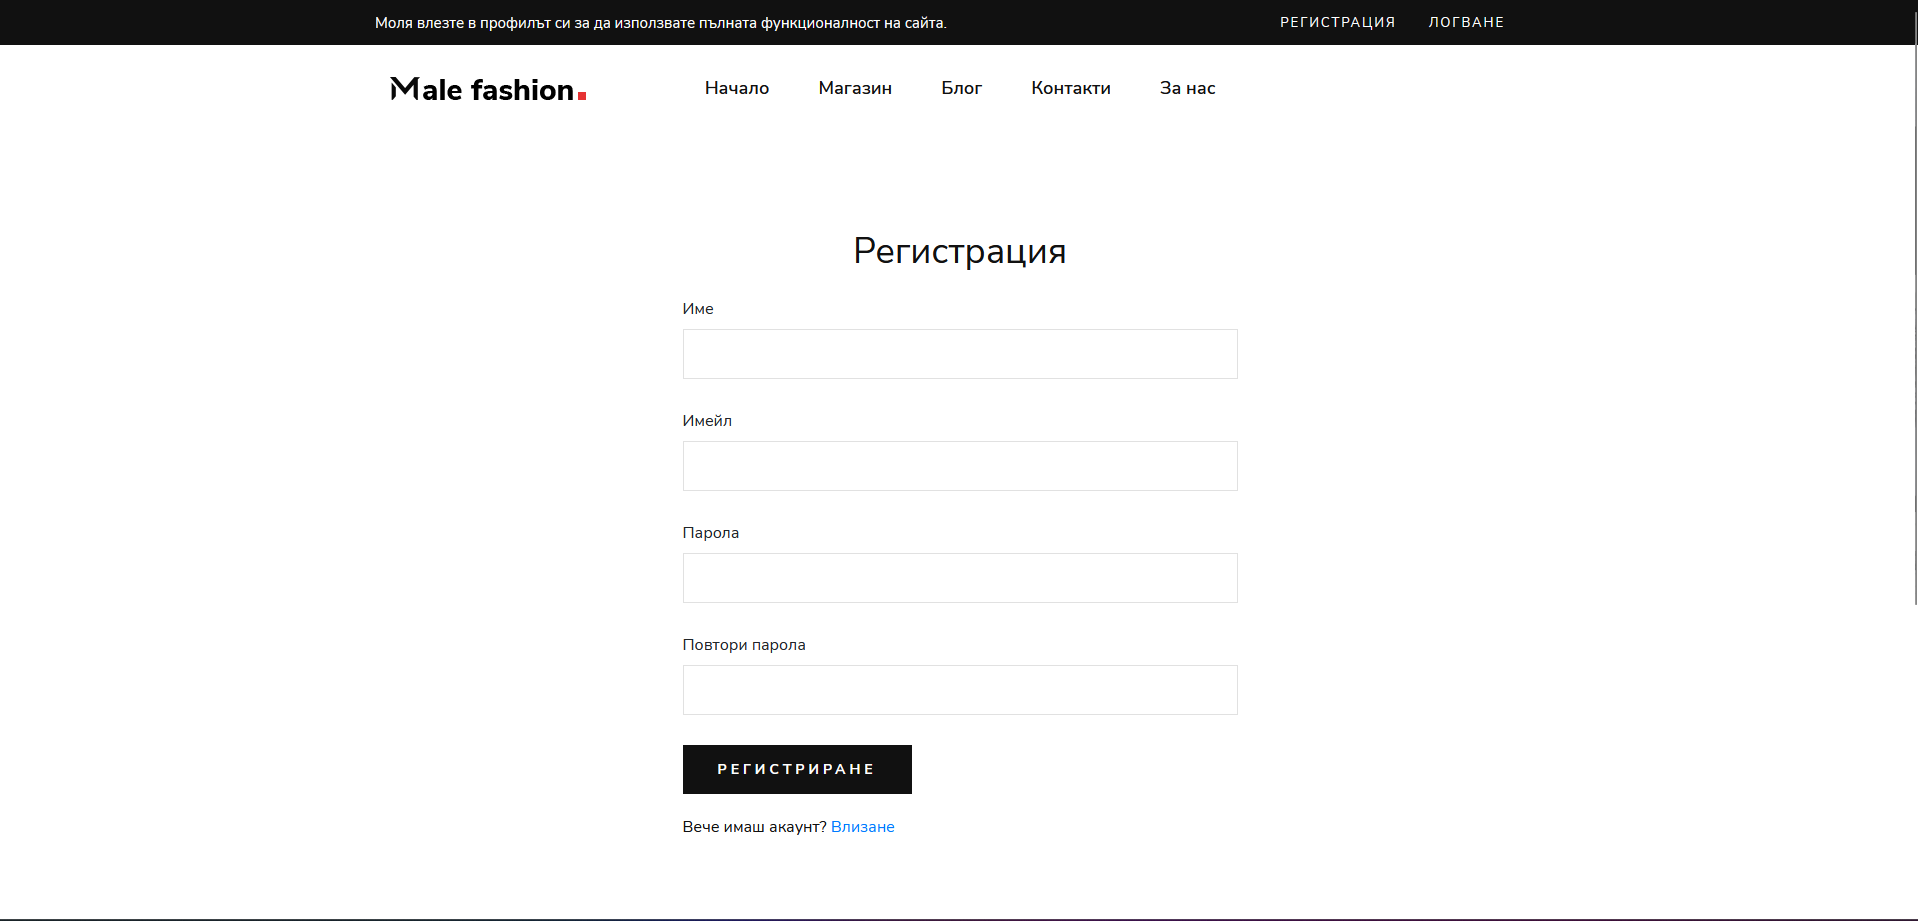 Моля влезте в профилът си за да използвате пълната функционалност на сайта.
РЕГИСТРАЦИЯ ЛОГВАНЕ
Male fashion.
Начало Магазин Блог Контакти За нас
Регистрация
Име
Имейл
Парола
Повтори парола
РЕГИСТРИРАНЕ
Вече имаш акаунт? Влизане